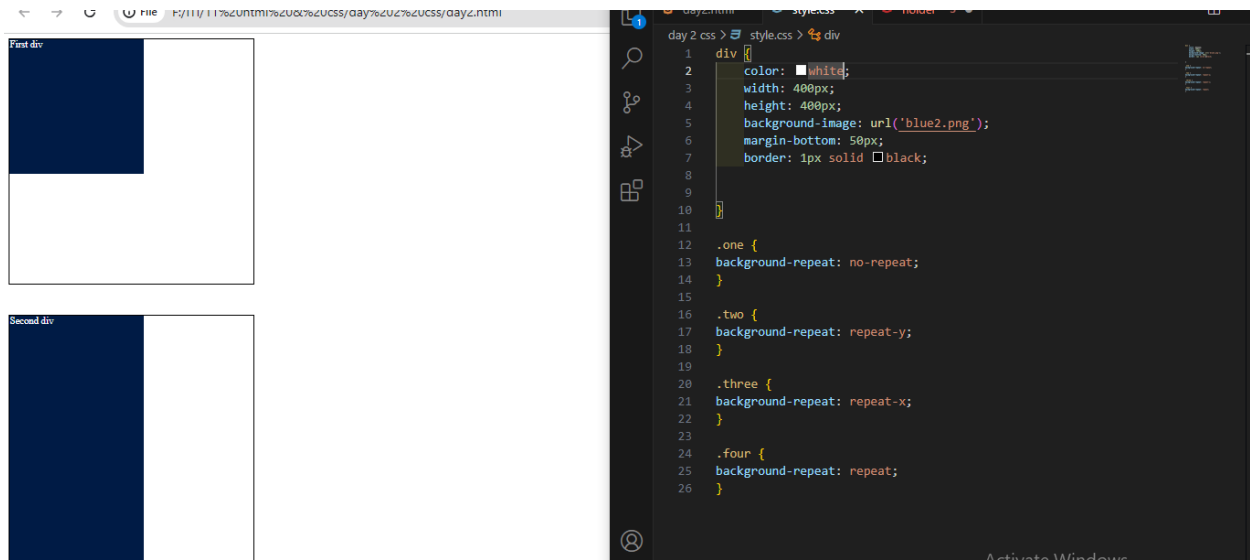 File F:/ITI/11%20html%20&%20css/day%202%20css/day2.html
First div
Second div
1
day2.html style.css holder 9
day 2 css > style.css > div
1 div {
2 color: white;
3 width: 400px;
4 height: 400px;
5 background-image: url('blue2.png');
6 margin-bottom: 50px;
7 border: 1px solid black;
8
9
10 }
11
12 .one {
13 background-repeat: no-repeat;
14 }
15
16 .two {
17 background-repeat: repeat-y;
18 }
19
20 .three {
21 background-repeat: repeat-x;
22 }
23
24 .four {
25 background-repeat: repeat;
26 }
Activate Windows